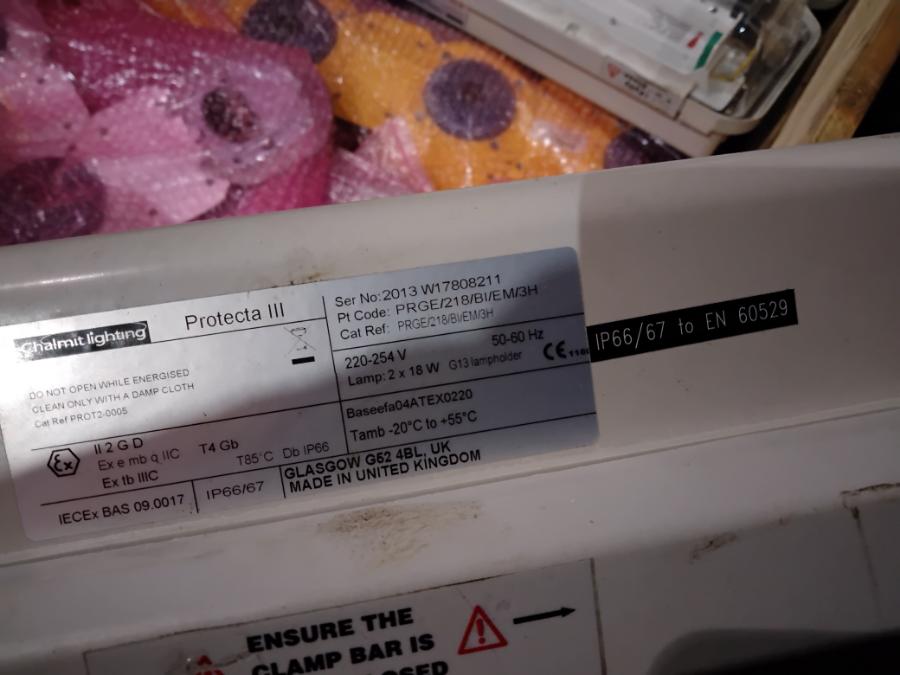 Chalmit lighting
Protecta III
DO NOT OPEN WHILE ENERGISED
CLEAN ONLY WITH A DAMP CLOTH
Cat Ref PROT2-0005
Ser No:2013 W17808211
Pt Code: PRGE/218/BI/EM/3H
Cat Ref: PRGE/218/BI/EM/3H
220-254 V 50-60 Hz
Lamp: 2 x 18 W G13 lampholder CE 1180
Baseefa04ATEX0220
Tamb -20°C to +55°C
Ex II 2 G D
Ex e mb q IIC T4 Gb
Ex tb IIIC T85°C Db IP66
IECEx BAS 09.0017
IP66/67
GLASGOW G52 4BL, UK
MADE IN UNITED KINGDOM
IP66/67 to EN 60529
ENSURE THE
CLAMP BAR IS